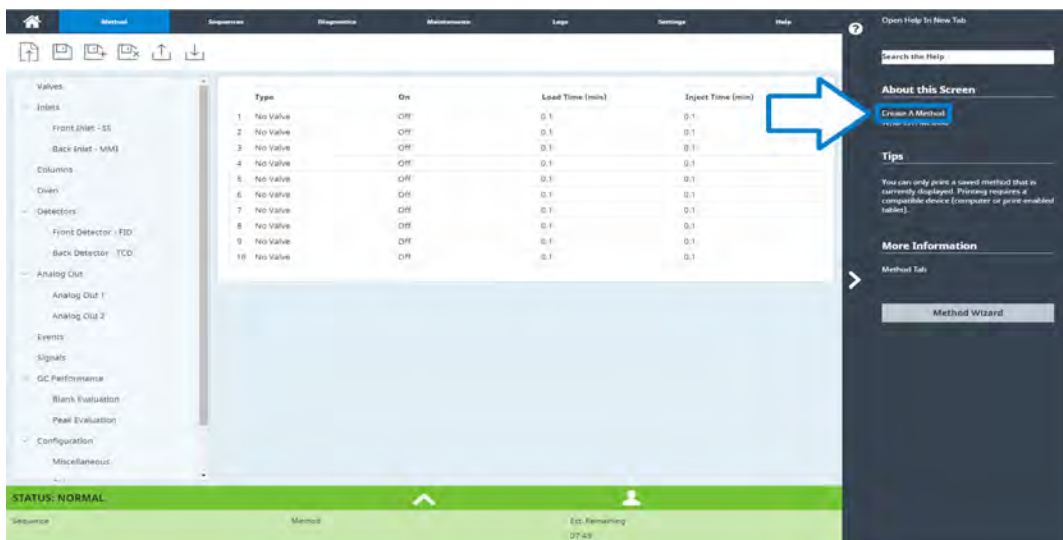 Method Sequences Diagnostics Maintenance Logs Settings Help
Open Help In New Tab
Search the Help
About this Screen
Create A Method
Tips
You can only print a saved method that is
currently displayed. Printing requires a
compatible device (computer or print-enabled
tablet).
More Information
Method Tab
Method Wizard
Valves
Inlets
Front Inlet - SS
Back Inlet - MMI
Columns
Oven
Detectors
Front Detector - FID
Back Detector - TCD
Analog Out
Analog Out 1
Analog Out 2
Events
Signals
GC Performance
Blank Evaluation
Peak Evaluation
Configuration
Miscellaneous
Type On Load Time (min) Inject Time (min)
1 No Valve Off 0.1 0.1
2 No Valve Off 0.1 0.1
3 No Valve Off 0.1 0.1
4 No Valve Off 0.1 0.1
5 No Valve Off 0.1 0.1
6 No Valve Off 0.1 0.1
7 No Valve Off 0.1 0.1
8 No Valve Off 0.1 0.1
9 No Valve Off 0.1 0.1
10 No Valve Off 0.1 0.1
STATUS: NORMAL
Sequence Method Est. Remaining
07:49